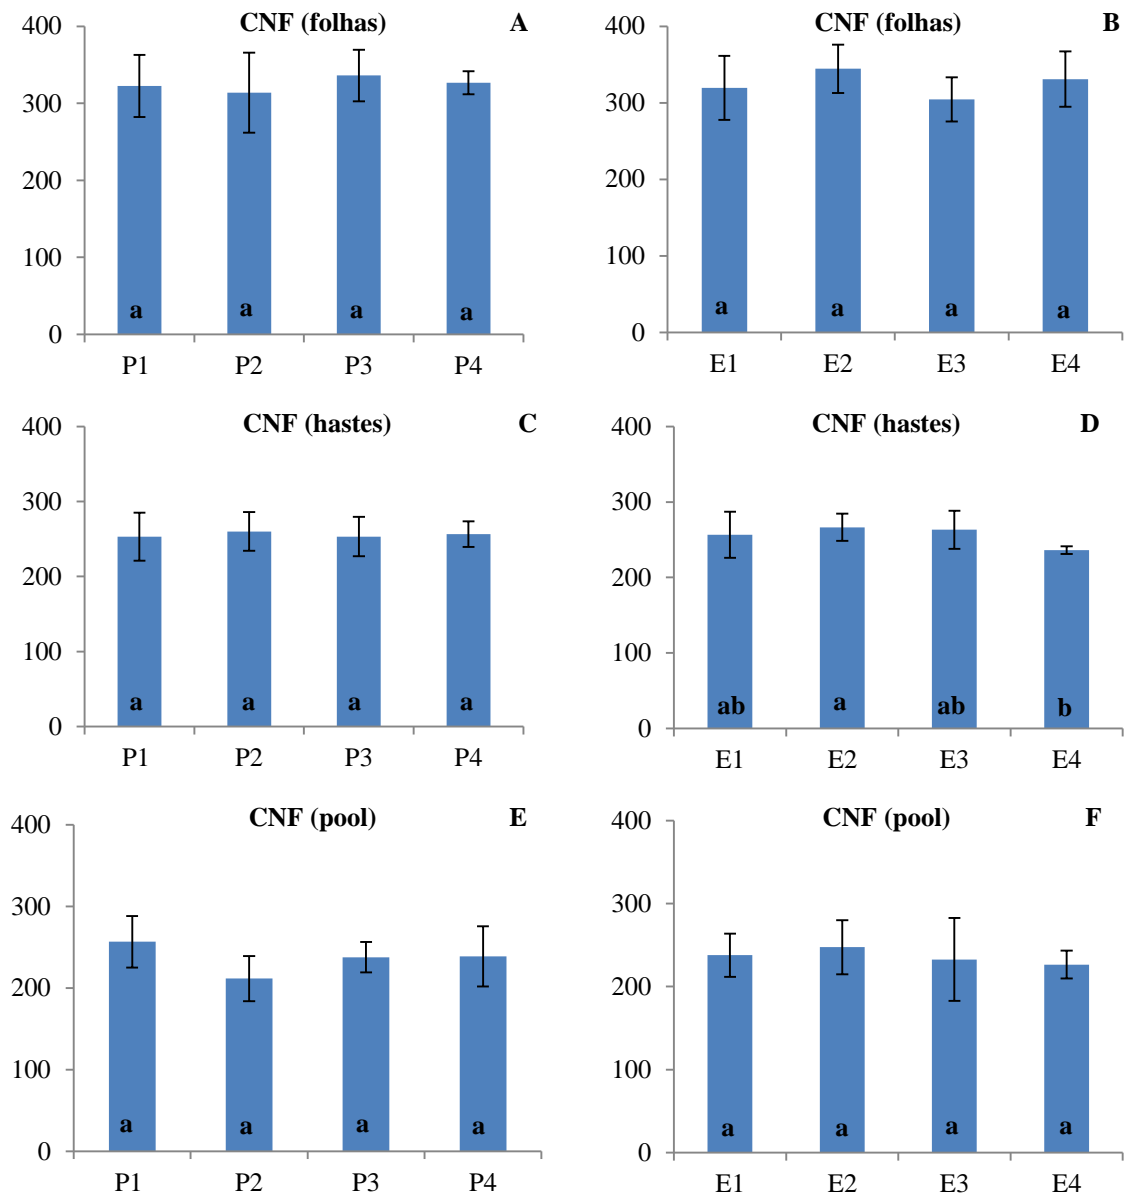 CNF (folhas) A
400
300
200
100
0
a a a a
P1 P2 P3 P4
CNF (folhas) B
400
300
200
100
0
a a a a
E1 E2 E3 E4
CNF (hastes) C
400
300
200
100
0
a a a a
P1 P2 P3 P4
CNF (hastes) D
400
300
200
100
0
ab a ab b
E1 E2 E3 E4
CNF (pool) E
400
300
200
100
0
a a a a
P1 P2 P3 P4
CNF (pool) F
400
300
200
100
0
a a a a
E1 E2 E3 E4